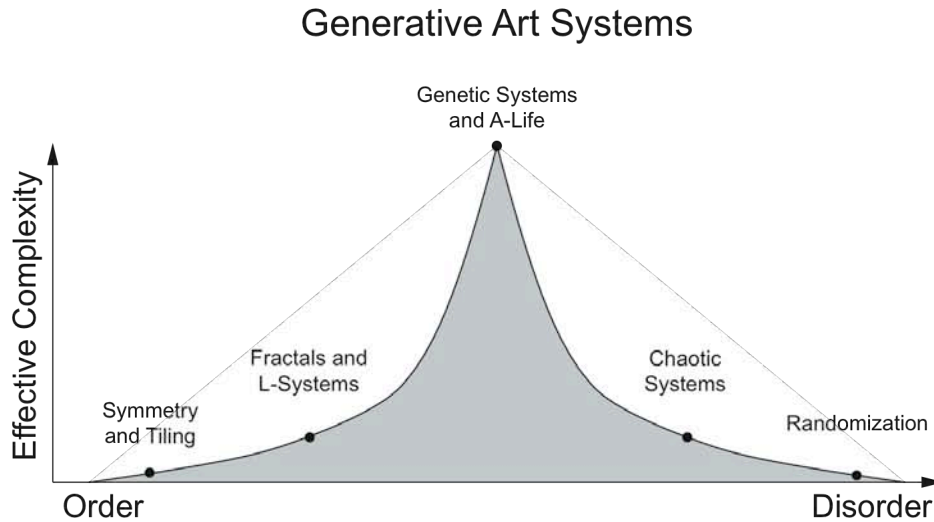 Generative Art Systems
Genetic Systems
and A-Life
Effective Complexity
Fractals and
L-Systems
Chaotic
Systems
Symmetry
and Tiling
Randomization
Order
Disorder